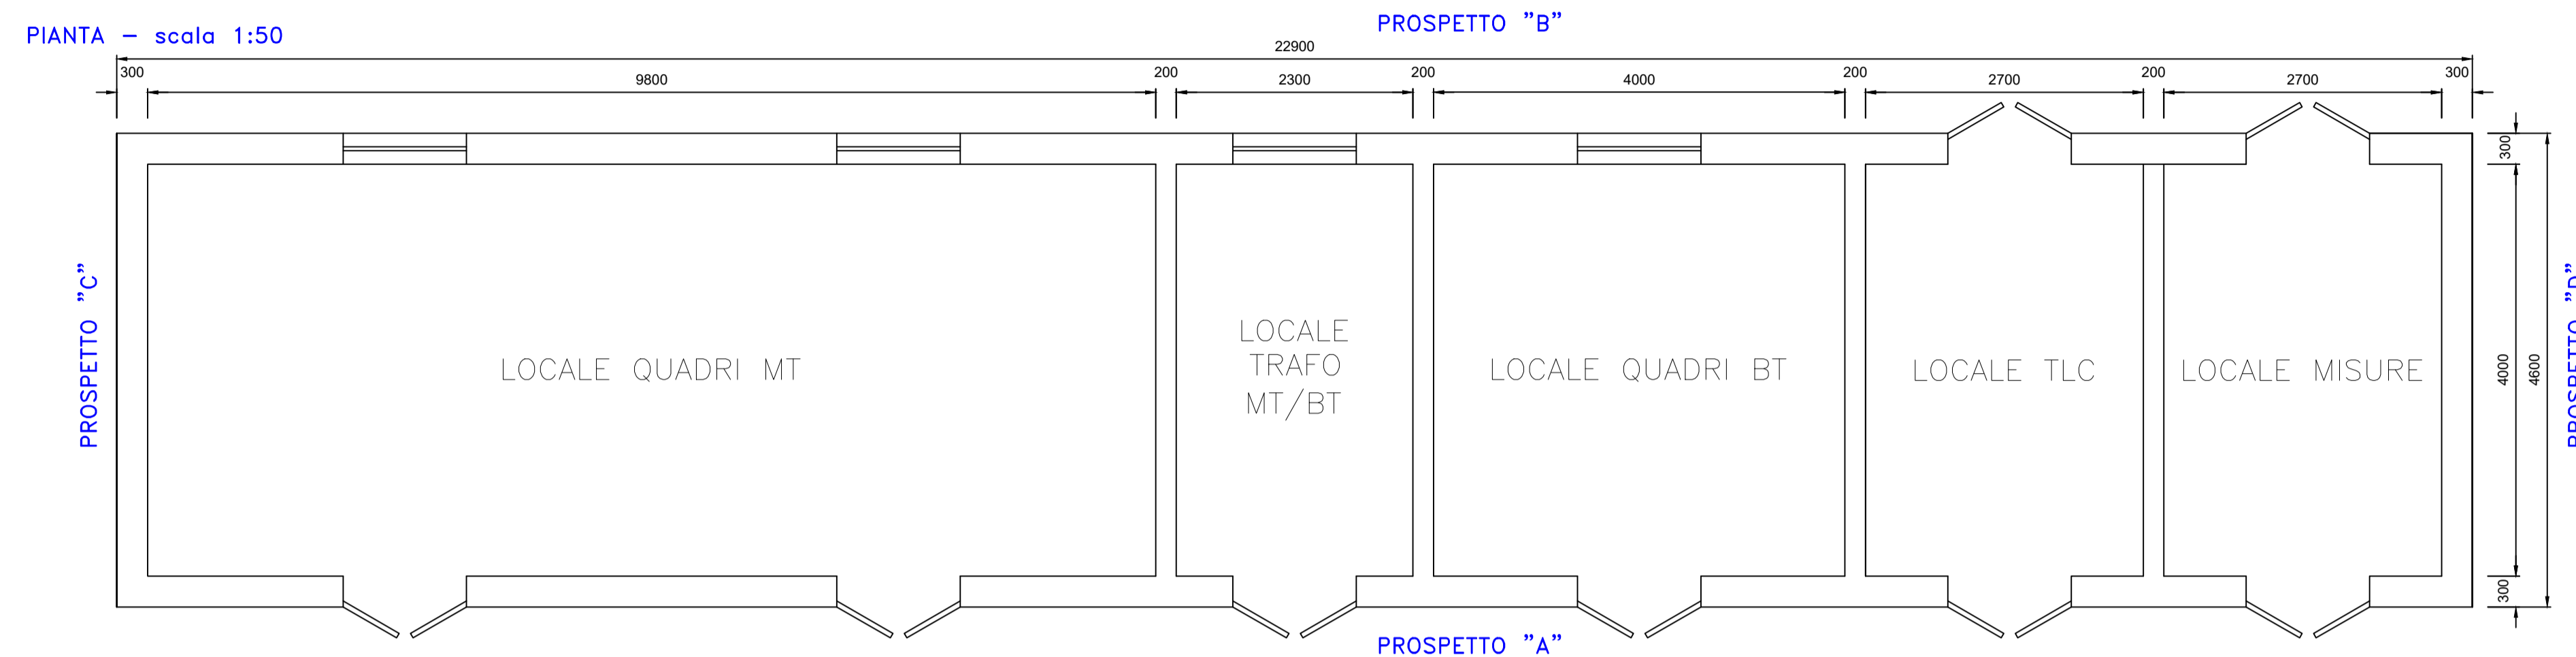 PROSPETTO "B"
PIANTA – scala 1:50
22900
300
9800
200
2300
200
4000
200
2700
200
2700
300
300
PROSPETTO "C"
LOCALE QUADRI MT
LOCALE
TRAFO
MT/BT
LOCALE QUADRI BT
LOCALE TLC
LOCALE MISURE
4000
4600
PROSPETTO "D"
300
PROSPETTO "A"